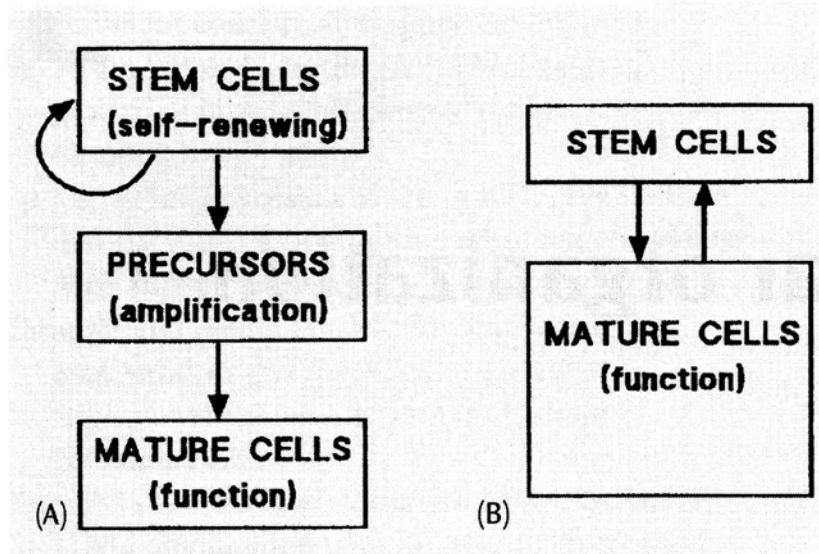 STEM CELLS
(self-renewing)
PRECURSORS
(amplification)
MATURE CELLS
(function)
(A)
STEM CELLS
MATURE CELLS
(function)
(B)